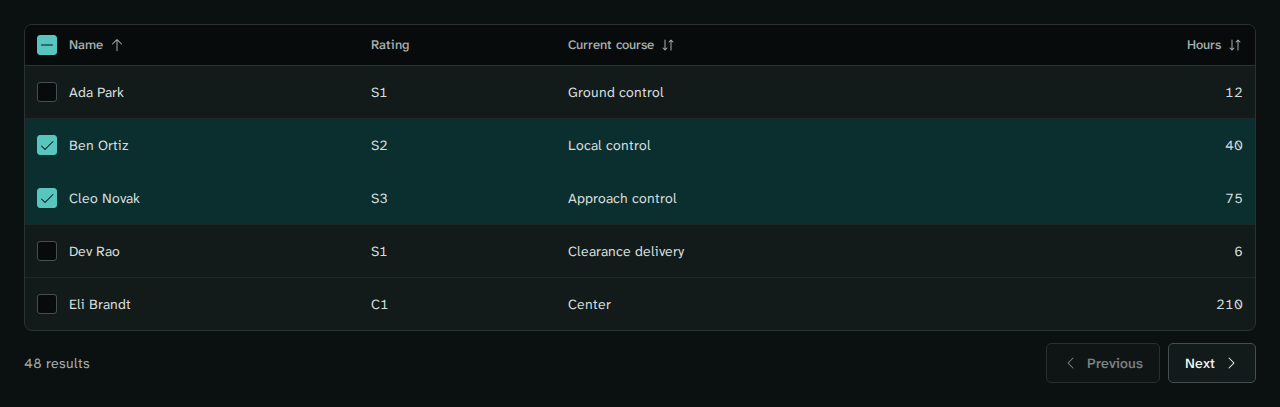 Name Rating Current course Hours
Ada Park S1 Ground control 12
Ben Ortiz S2 Local control 40
Cleo Novak S3 Approach control 75
Dev Rao S1 Clearance delivery 6
Eli Brandt C1 Center 210
48 results Previous Next